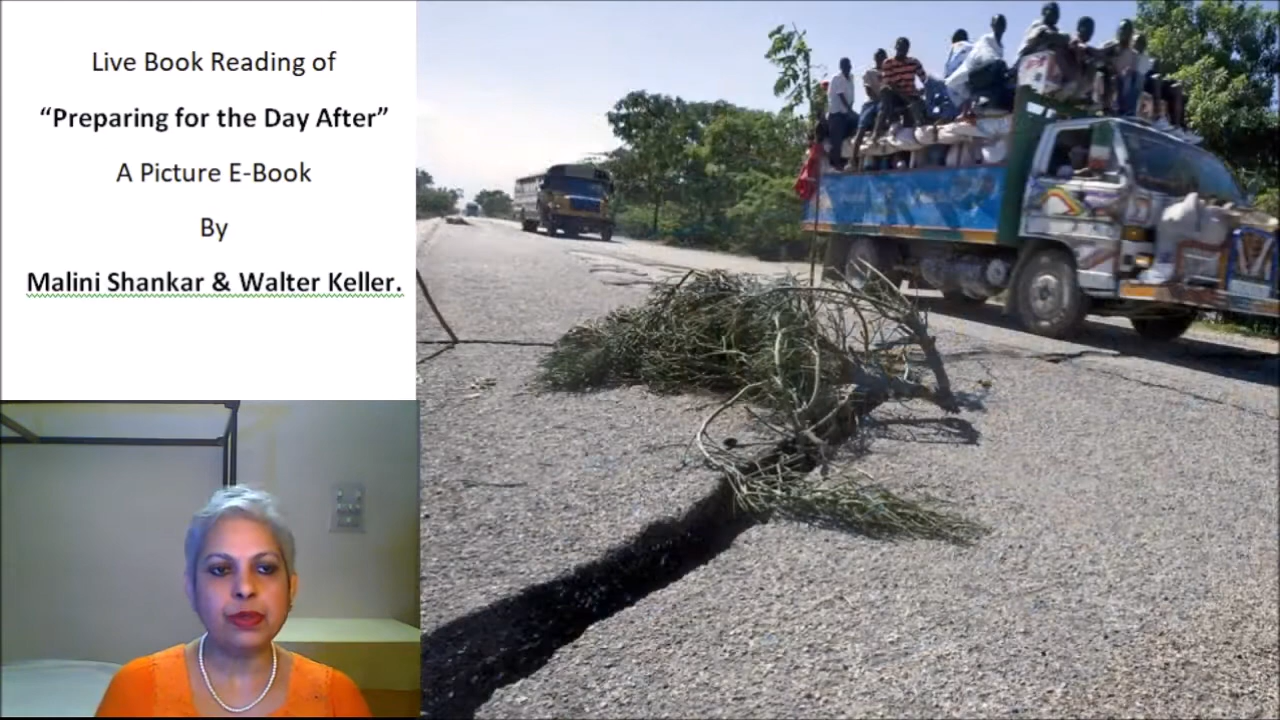 Live Book Reading of
“Preparing for the Day After”
A Picture E-Book
By
Malini Shankar & Walter Keller.